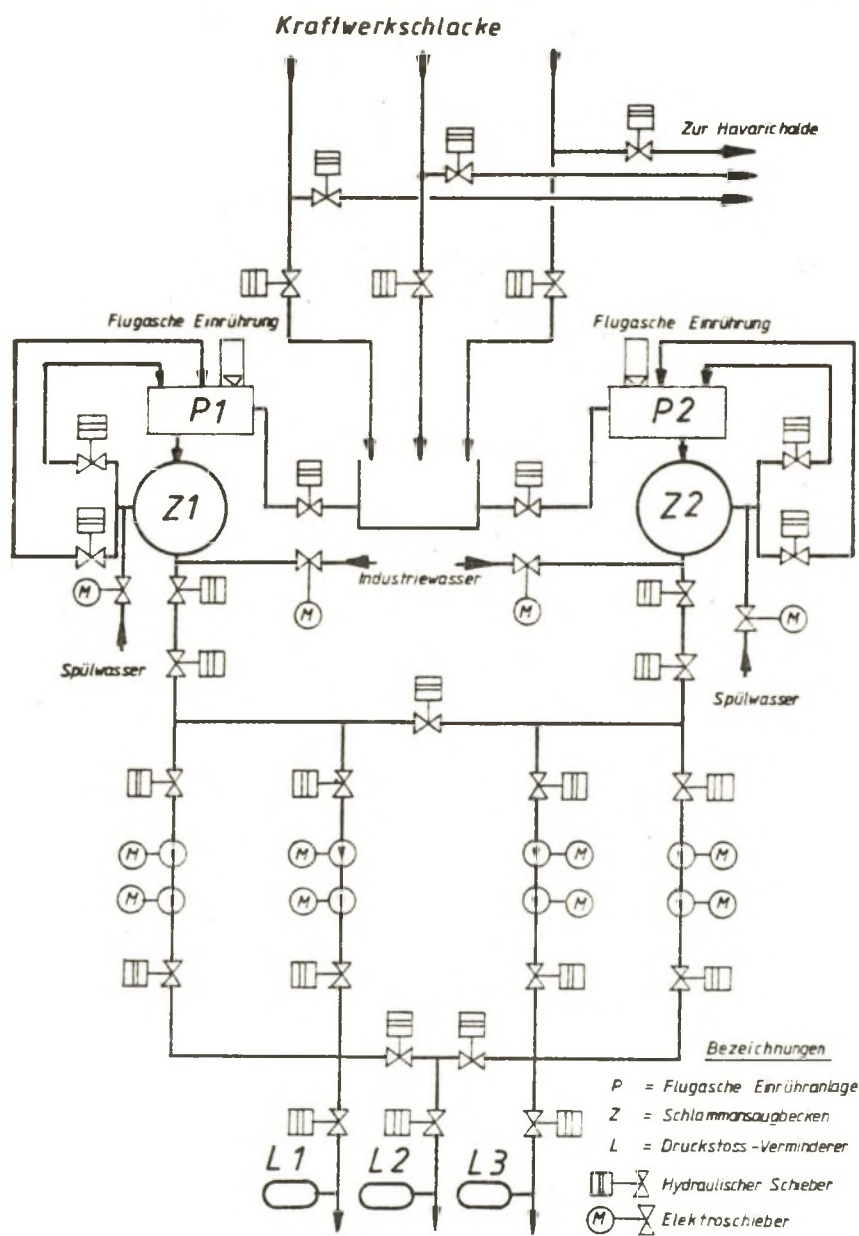 Kraftwerkschlacke
Zur Havarichalde
Flugasche Einrührung
Flugasche Einrührung
P1
P2
Z1
Z2
Industriewasser
M
M
M
M
Spülwasser
Spülwasser
M
M
M
M
M
M
M
M
Bezeichnungen
P = Flugasche Einrühranlage
Z = Schlammansaugbecken
L = Druckstoss-Verminderer
L1
L2
L3
Hydraulischer Schieber
M
Elektroschieber